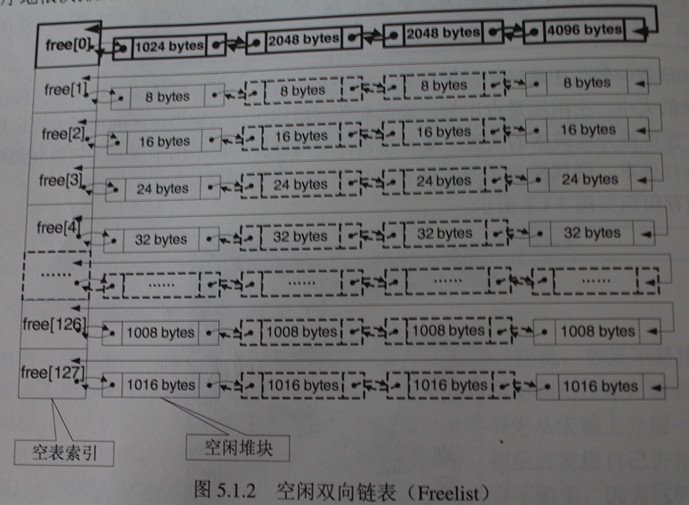 free[0] 1024 bytes 2048 bytes 2048 bytes 4096 bytes
free[1] 8 bytes 8 bytes 8 bytes 8 bytes
free[2] 16 bytes 16 bytes 16 bytes 16 bytes
free[3] 24 bytes 24 bytes 24 bytes 24 bytes
free[4] 32 bytes 32 bytes 32 bytes 32 bytes
…… …… …… …… ……
free[126] 1008 bytes 1008 bytes 1008 bytes 1008 bytes
free[127] 1016 bytes 1016 bytes 1016 bytes 1016 bytes
空表索引 空闲堆块
图 5.1.2 空闲双向链表（Freelist）